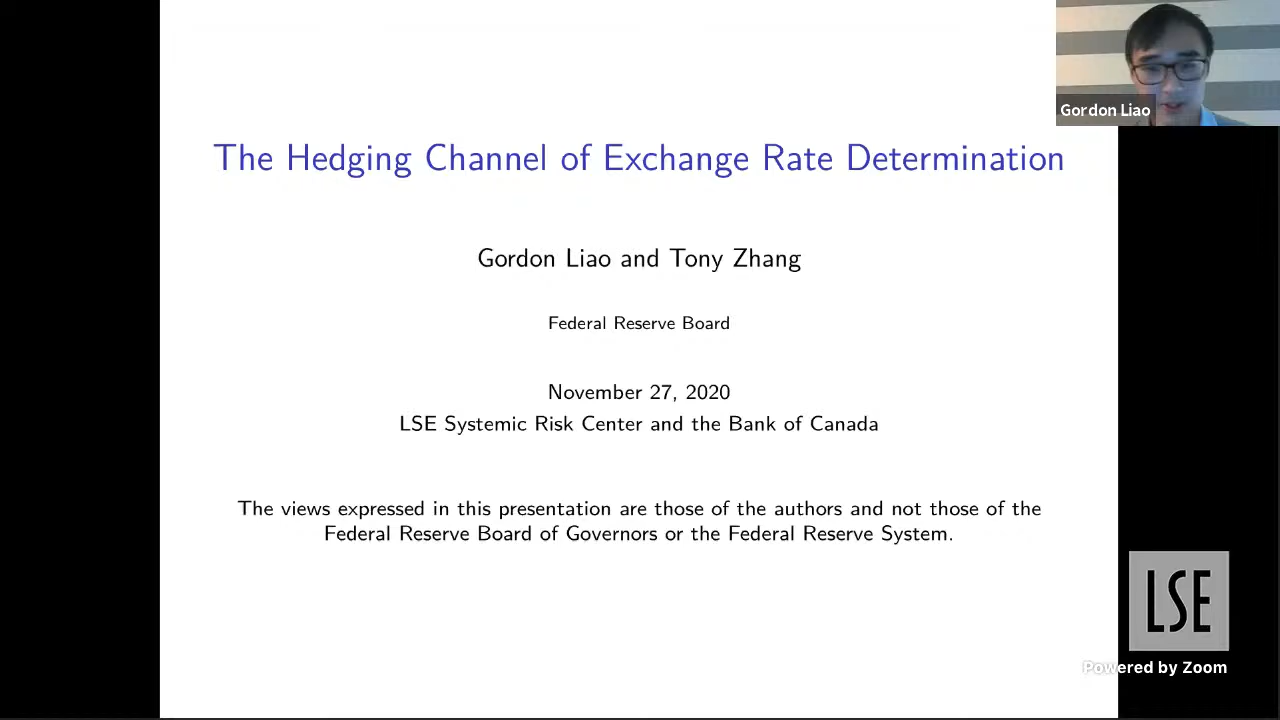 Gordon Liao
The Hedging Channel of Exchange Rate Determination
Gordon Liao and Tony Zhang
Federal Reserve Board
November 27, 2020
LSE Systemic Risk Center and the Bank of Canada
The views expressed in this presentation are those of the authors and not those of the
Federal Reserve Board of Governors or the Federal Reserve System.
LSE
Powered by Zoom